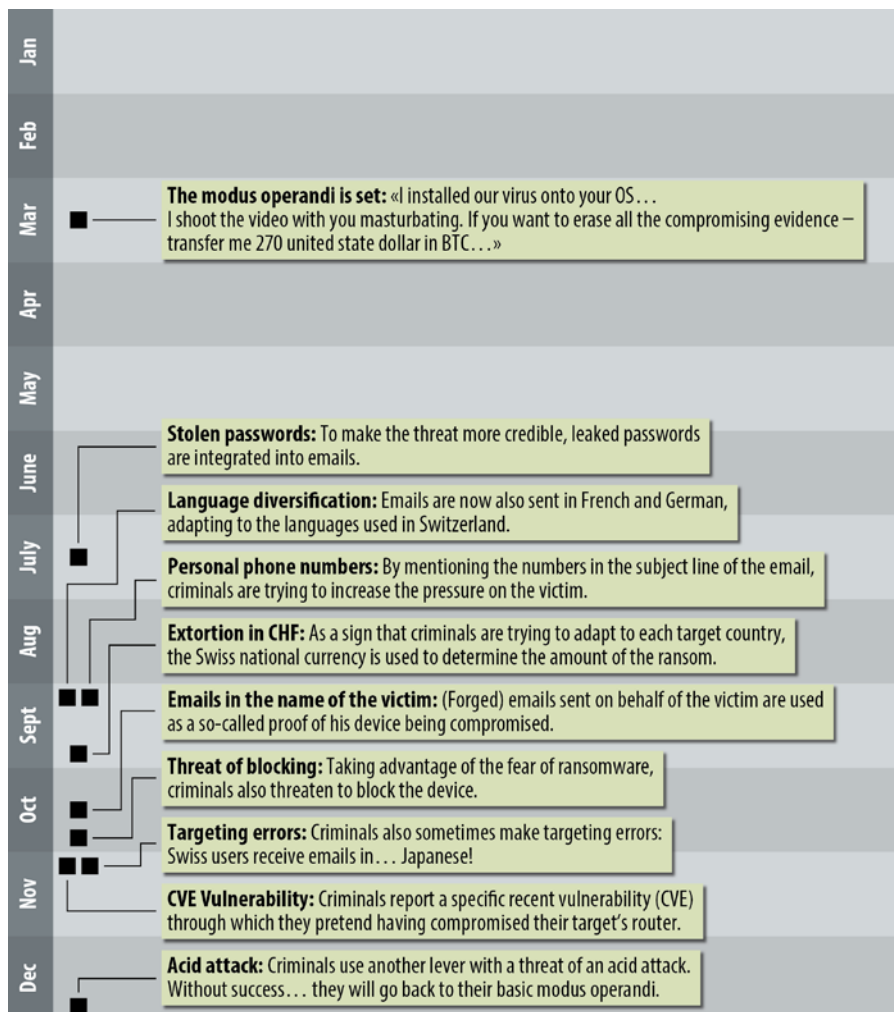 Jan
Feb
Mar
The modus operandi is set: «I installed our virus onto your OS…
I shoot the video with you masturbating. If you want to erase all the compromising evidence –
transfer me 270 united state dollar in BTC…»
Apr
May
June
Stolen passwords: To make the threat more credible, leaked passwords
are integrated into emails.
Language diversification: Emails are now also sent in French and German,
adapting to the languages used in Switzerland.
July
Personal phone numbers: By mentioning the numbers in the subject line of the email,
criminals are trying to increase the pressure on the victim.
Aug
Extortion in CHF: As a sign that criminals are trying to adapt to each target country,
the Swiss national currency is used to determine the amount of the ransom.
Sept
Emails in the name of the victim: (Forged) emails sent on behalf of the victim are used
as a so-called proof of his device being compromised.
Oct
Threat of blocking: Taking advantage of the fear of ransomware,
criminals also threaten to block the device.
Targeting errors: Criminals also sometimes make targeting errors:
Swiss users receive emails in… Japanese!
Nov
CVE Vulnerability: Criminals report a specific recent vulnerability (CVE)
through which they pretend having compromised their target's router.
Dec
Acid attack: Criminals use another lever with a threat of an acid attack.
Without success… they will go back to their basic modus operandi.